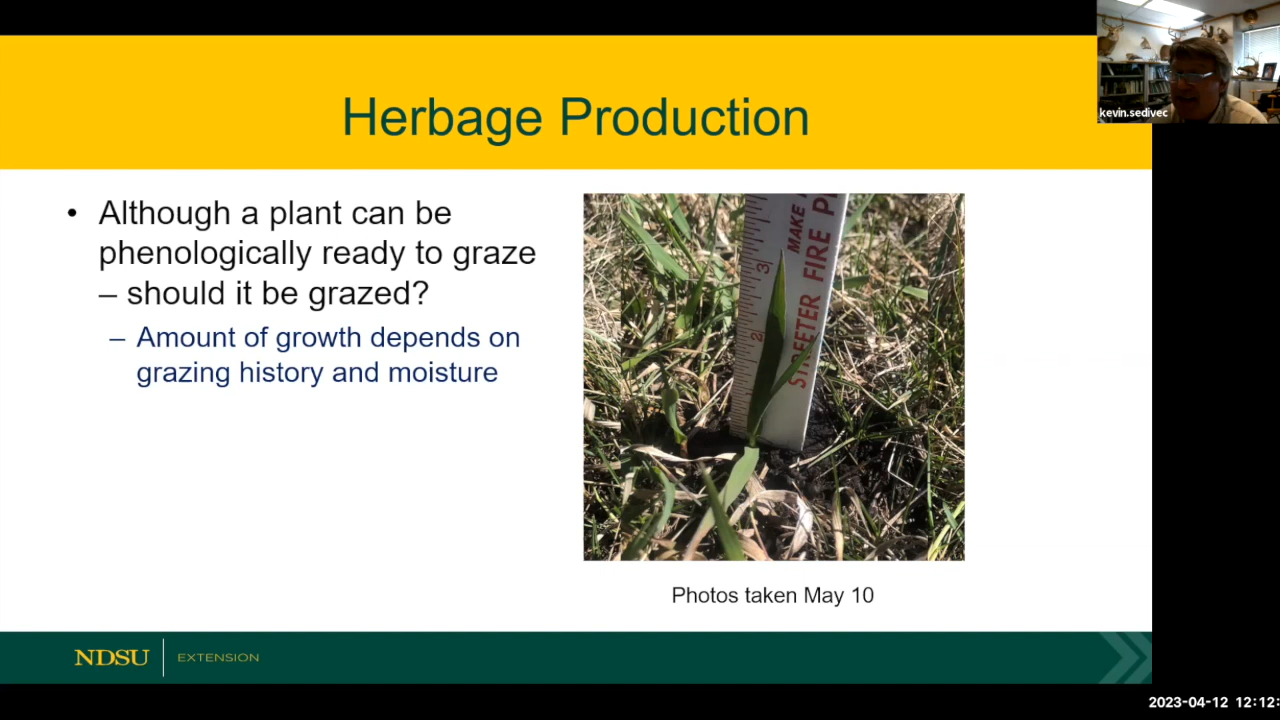 Herbage Production
kevin.sedivec
• Although a plant can be
phenologically ready to graze
– should it be grazed?
– Amount of growth depends on
grazing history and moisture
3
2
MAKE
STREETER FIRE
Photos taken May 10
NDSU EXTENSION
2023-04-12 12:12: